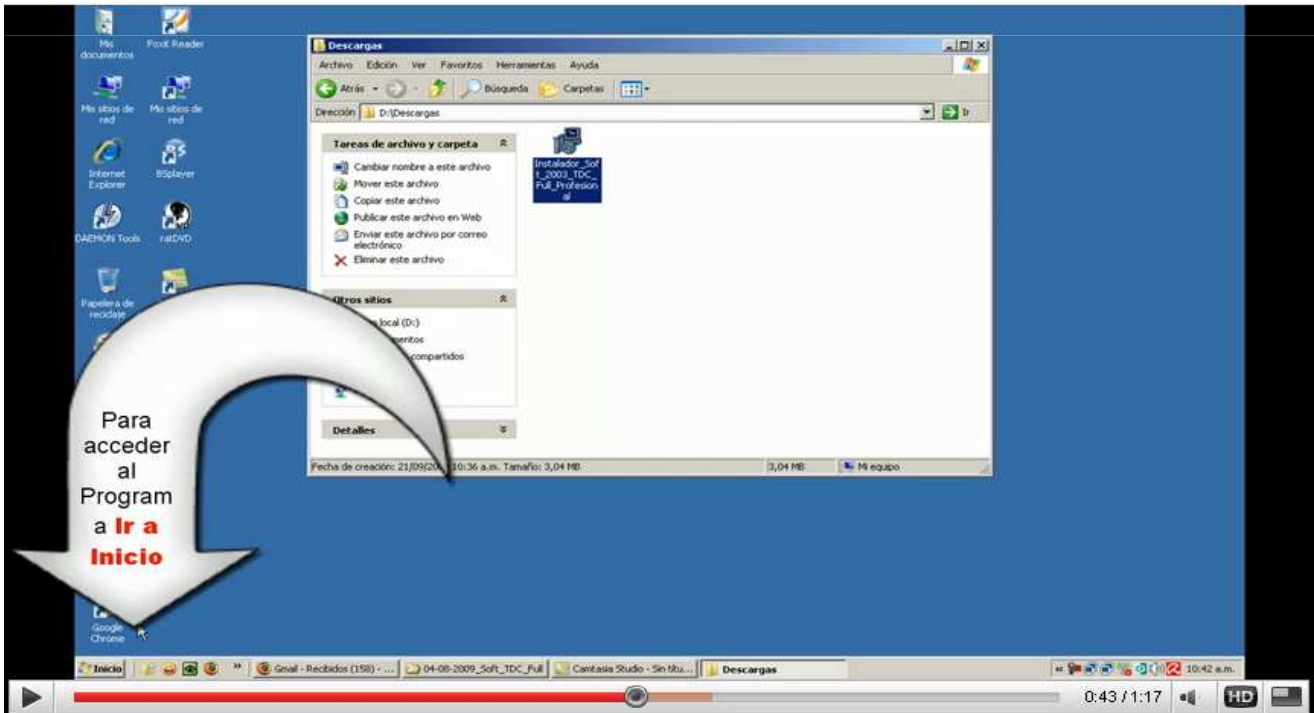 Mis documentos
Foxit Reader
Mis sitios de red
Mis sitios de red
Internet Explorer
BSplayer
DAEMON Tools
ratDVD
Papelera de reciclaje
Google Chrome
Descargas
Archivo Edición Ver Favoritos Herramientas Ayuda
Atrás Búsqueda Carpetas
Dirección D:\Descargas Ir
Tareas de archivo y carpeta
Cambiar nombre a este archivo
Mover este archivo
Copiar este archivo
Publicar este archivo en Web
Enviar este archivo por correo
electrónico
Eliminar este archivo
Otros sitios
local (D:)
compartidos
Detalles
Instalador_Sof
t_2003_TDC_
Full_Profesion
al
Fecha de creación: 21/09/20 10:36 a.m. Tamaño: 3,04 MB 3,04 MB Mi equipo
Para
acceder
al
Program
a Ir a
Inicio
Inicio » Gmail - Recibidos (158) - ... 04-08-2009_Soft_TDC_Full Camtasia Studio - Sin títu... Descargas « 10:42 a.m.
0:43 / 1:17 HD